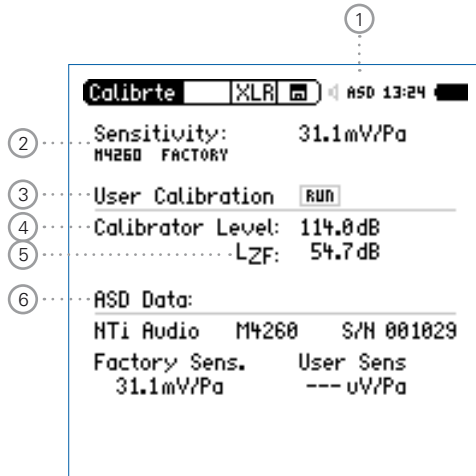 1
Calibrte XLR ASD 13:24
2 Sensitivity: 31.1mV/Pa
M4260 FACTORY
3 User Calibration RUN
4 Calibrator Level: 114.0dB
5 LZF: 54.7dB
6 ASD Data:
NTi Audio M4260 S/N 001029
Factory Sens. User Sens
31.1mV/Pa --- uV/Pa